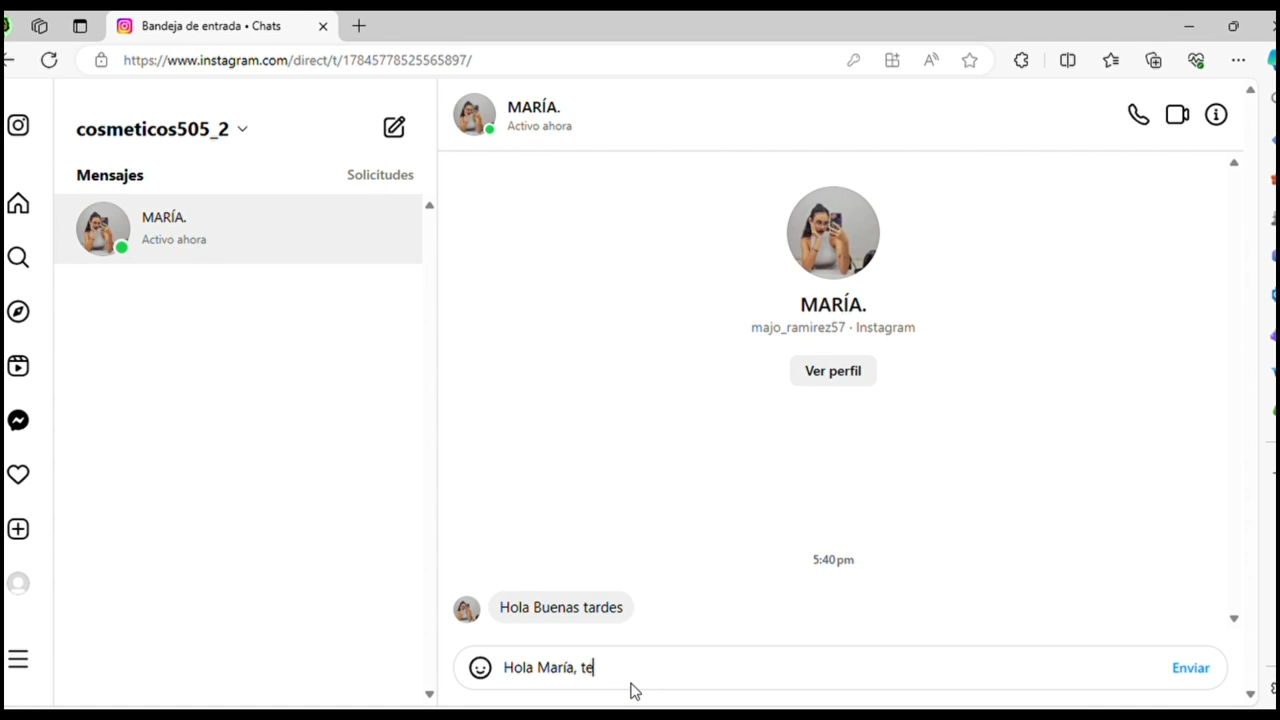 Bandeja de entrada • Chats
https://www.instagram.com/direct/t/17845778525565897/
cosmeticos505_2
Mensajes
Solicitudes
MARÍA.
Activo ahora
MARÍA.
Activo ahora
MARÍA.
majo_ramirez57 · Instagram
Ver perfil
5:40 pm
Hola Buenas tardes
Hola María, te
Enviar